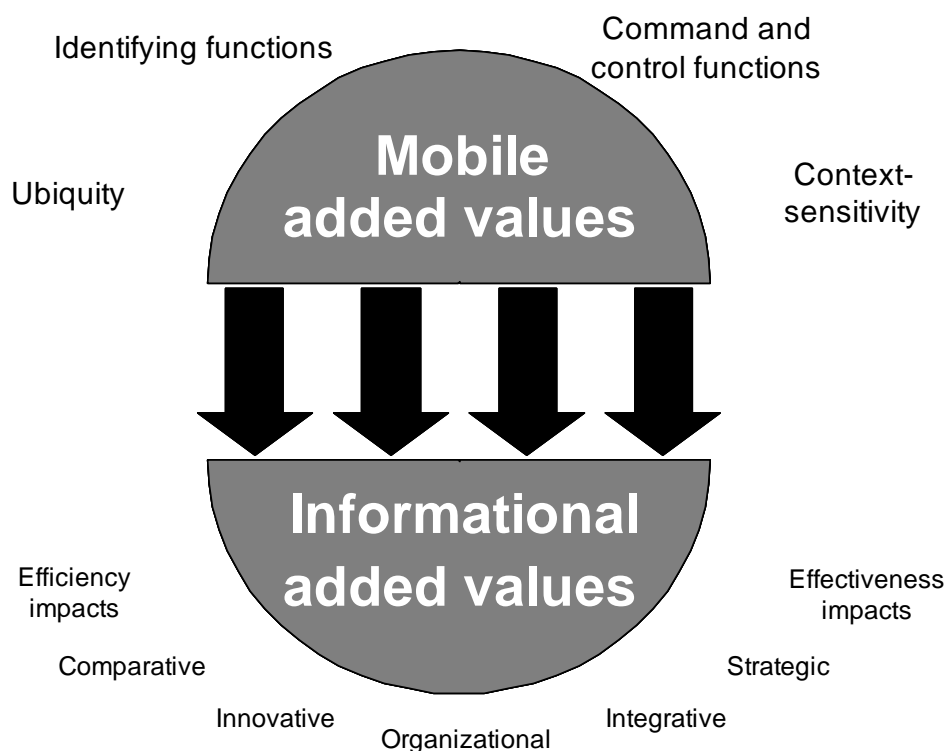 Identifying functions
Command and
control functions
Mobile
added values
Ubiquity
Context-
sensitivity
Informational
added values
Efficiency
impacts
Effectiveness
impacts
Comparative
Strategic
Innovative
Integrative
Organizational